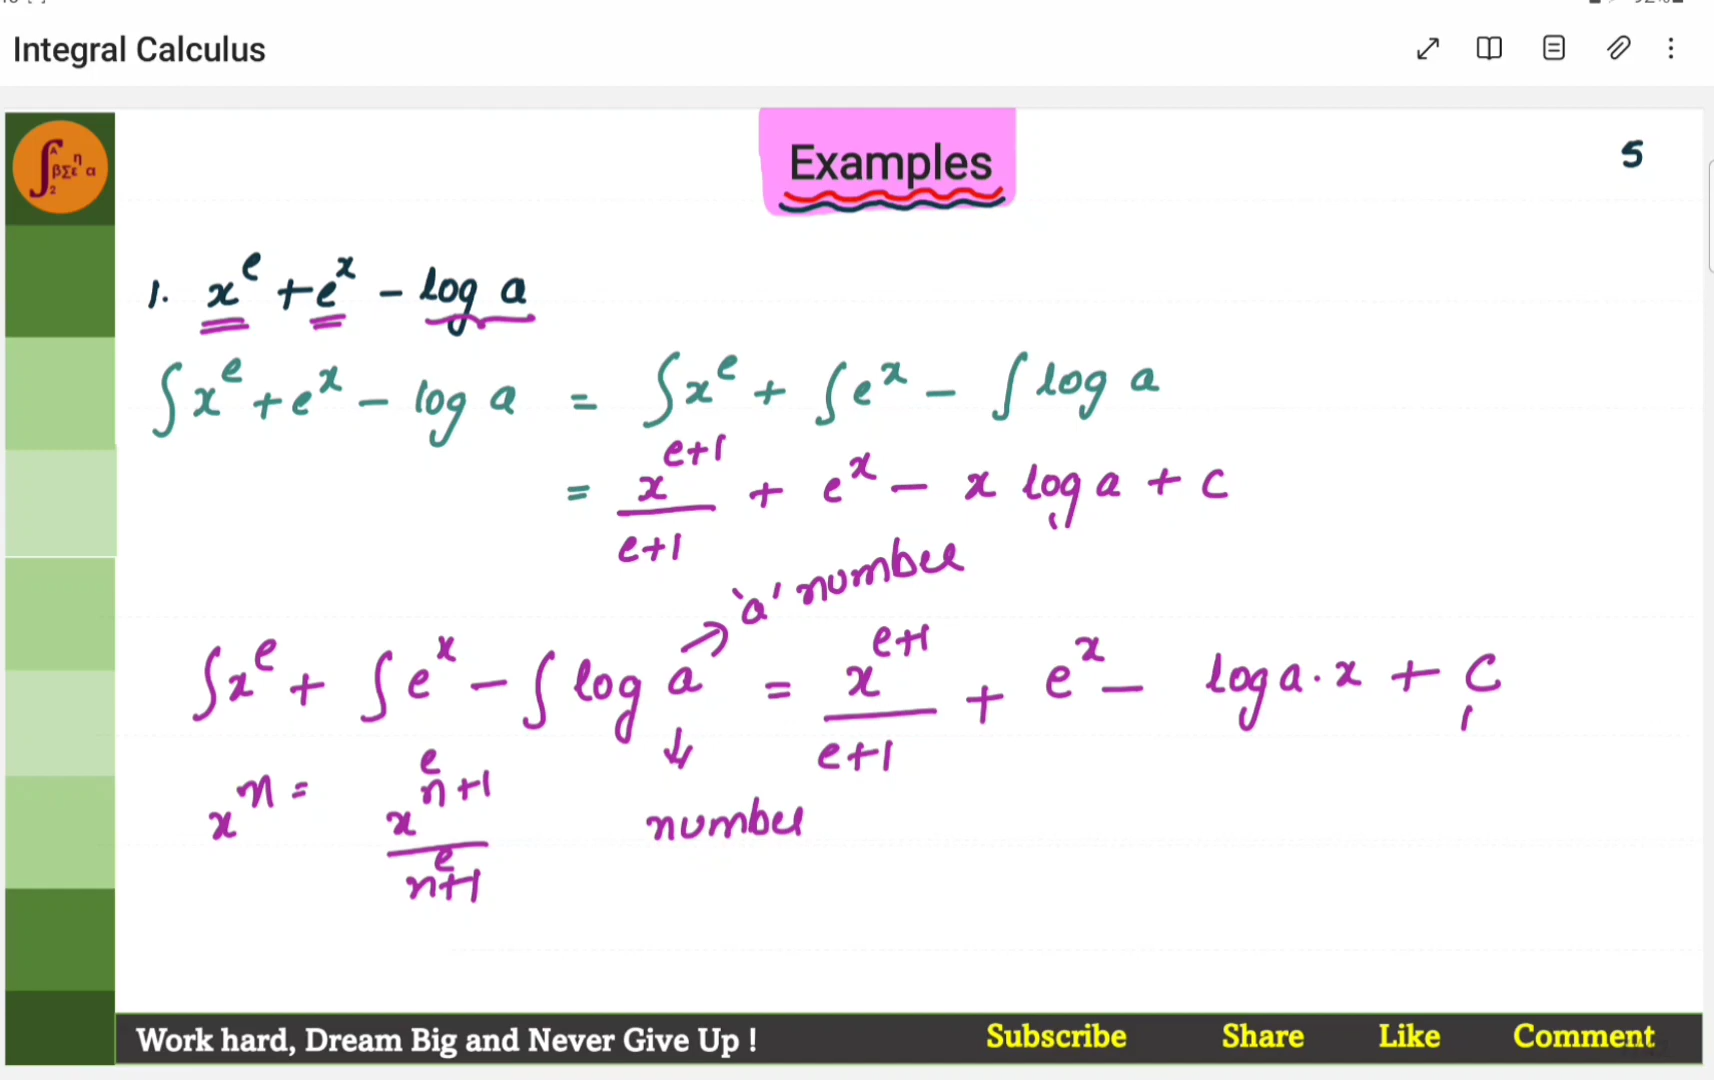 Integral Calculus
Examples
5
1. x^e + e^x - log a
∫x^e + e^x - log a = ∫x^e + ∫e^x - ∫log a
= x^(e+1)/(e+1) + e^x - x log a + c
'a' number
∫x^e + ∫e^x - ∫log a = x^(e+1)/(e+1) + e^x - log a · x + C
x^n = x^(n+1)/(n+1)
e
e
number
Work hard, Dream Big and Never Give Up !
Subscribe Share Like Comment